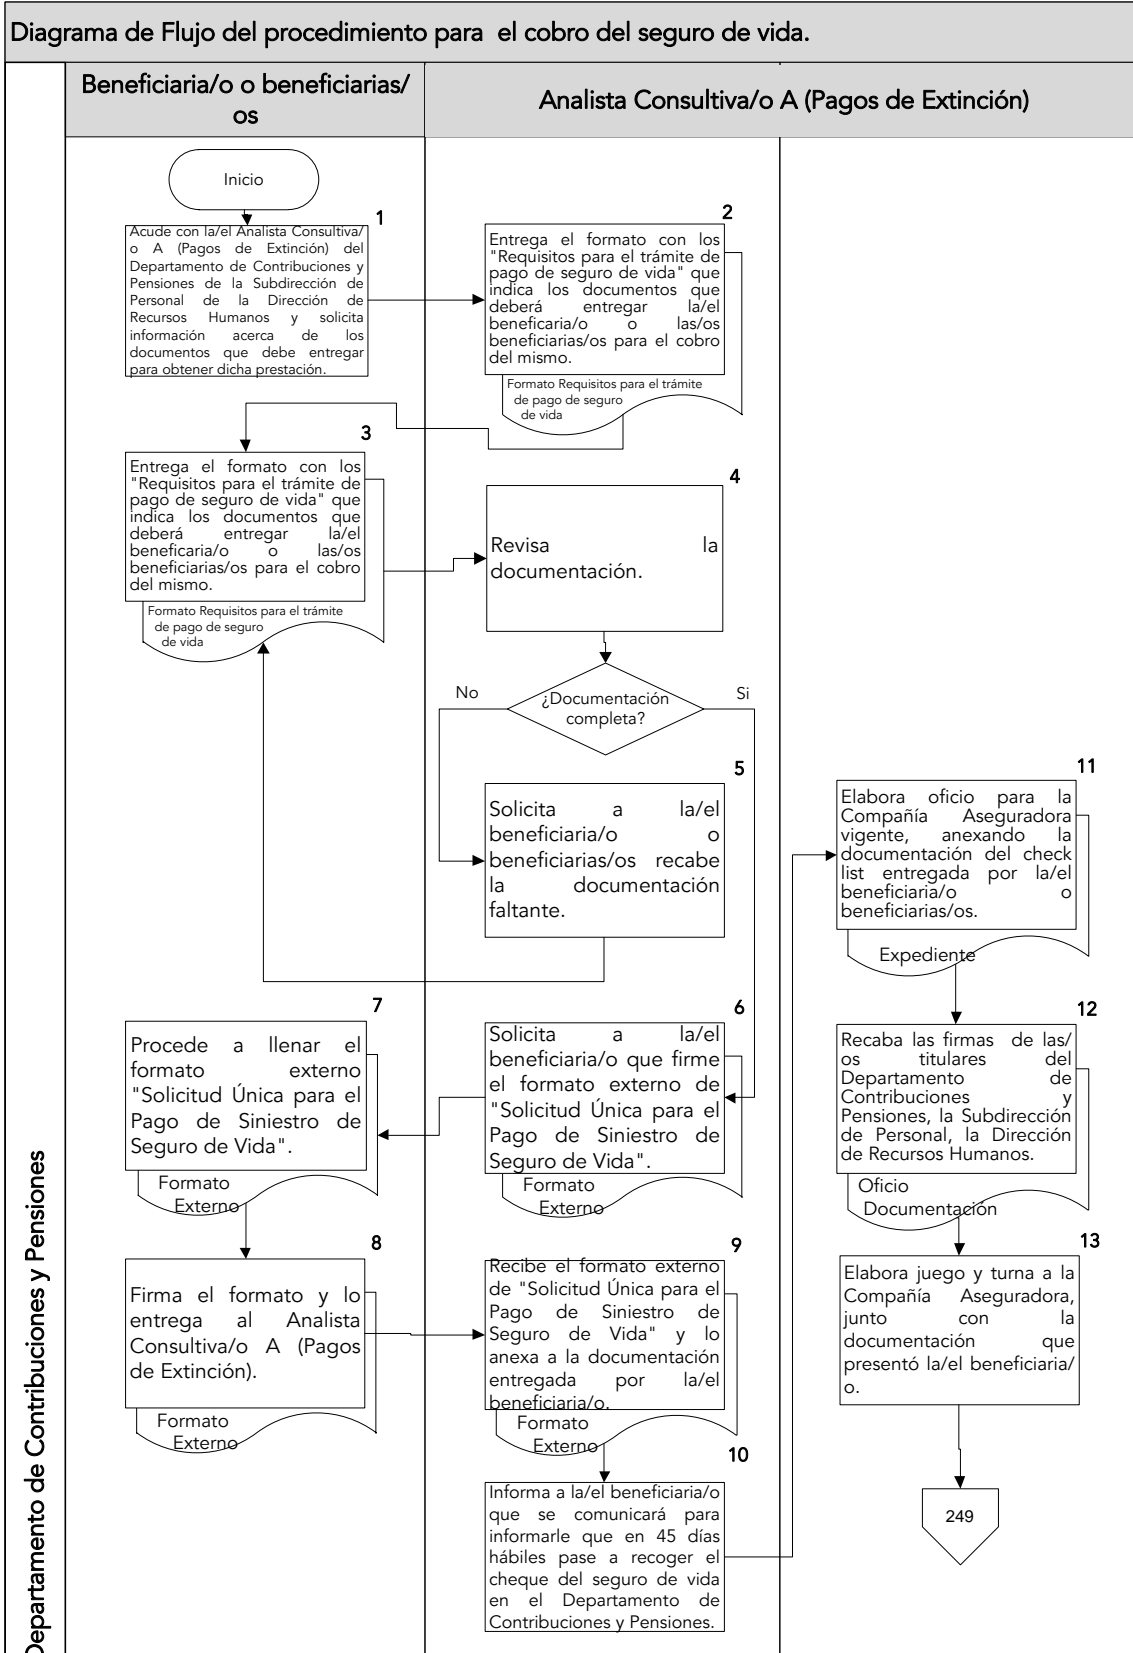 Diagrama de Flujo del procedimiento para  el cobro del seguro de vida.
Beneficiaria/o o beneficiarias/
os
Analista Consultiva/o A (Pagos de Extinción)
Departamento de Contribuciones y Pensiones
Inicio
1
Acude con la/el Analista Consultiva/
o A (Pagos de Extinción) del
Departamento de Contribuciones y
Pensiones de la Subdirección de
Personal de la Dirección de
Recursos Humanos y solicita
información acerca de los
documentos que debe entregar
para obtener dicha prestación.
2
Entrega el formato con los
"Requisitos para el trámite de
pago de seguro de vida" que
indica los documentos que
deberá entregar la/el
beneficaria/o o las/os
beneficiarias/os para el cobro
del mismo.
Formato Requisitos para el trámite
de pago de seguro
de vida
3
Entrega el formato con los
"Requisitos para el trámite de
pago de seguro de vida" que
indica los documentos que
deberá entregar la/el
beneficaria/o o las/os
beneficiarias/os para el cobro
del mismo.
Formato Requisitos para el trámite
de pago de seguro
de vida
4
Revisa la
documentación.
¿Documentación
completa?
No
Si
5
Solicita a la/el
beneficiaria/o o
beneficiarias/os recabe
la documentación
faltante.
6
Solicita a la/el
beneficiaria/o que firme
el formato externo de
"Solicitud Única para el
Pago de Siniestro de
Seguro de Vida".
Formato
Externo
7
Procede a llenar el
formato externo
"Solicitud Única para el
Pago de Siniestro de
Seguro de Vida".
Formato
Externo
8
Firma el formato y lo
entrega al Analista
Consultiva/o A (Pagos
de Extinción).
Formato
Externo
9
Recibe el formato externo
de "Solicitud Única para el
Pago de Siniestro de
Seguro de Vida" y lo
anexa a la documentación
entregada por la/el
beneficiaria/o.
Formato
Externo
10
Informa a la/el beneficiaria/o
que se comunicará para
informarle que en 45 días
hábiles pase a recoger el
cheque del seguro de vida
en el Departamento de
Contribuciones y Pensiones.
11
Elabora oficio para la
Compañía Aseguradora
vigente, anexando la
documentación del check
list entregada por la/el
beneficiaria/o o
beneficiarias/os.
Expediente
12
Recaba las firmas de las/
os titulares del
Departamento de
Contribuciones y
Pensiones, la Subdirección
de Personal, la Dirección
de Recursos Humanos.
Oficio
Documentación
13
Elabora juego y turna a la
Compañía Aseguradora,
junto con la
documentación que
presentó la/el beneficiaria/
o.
249